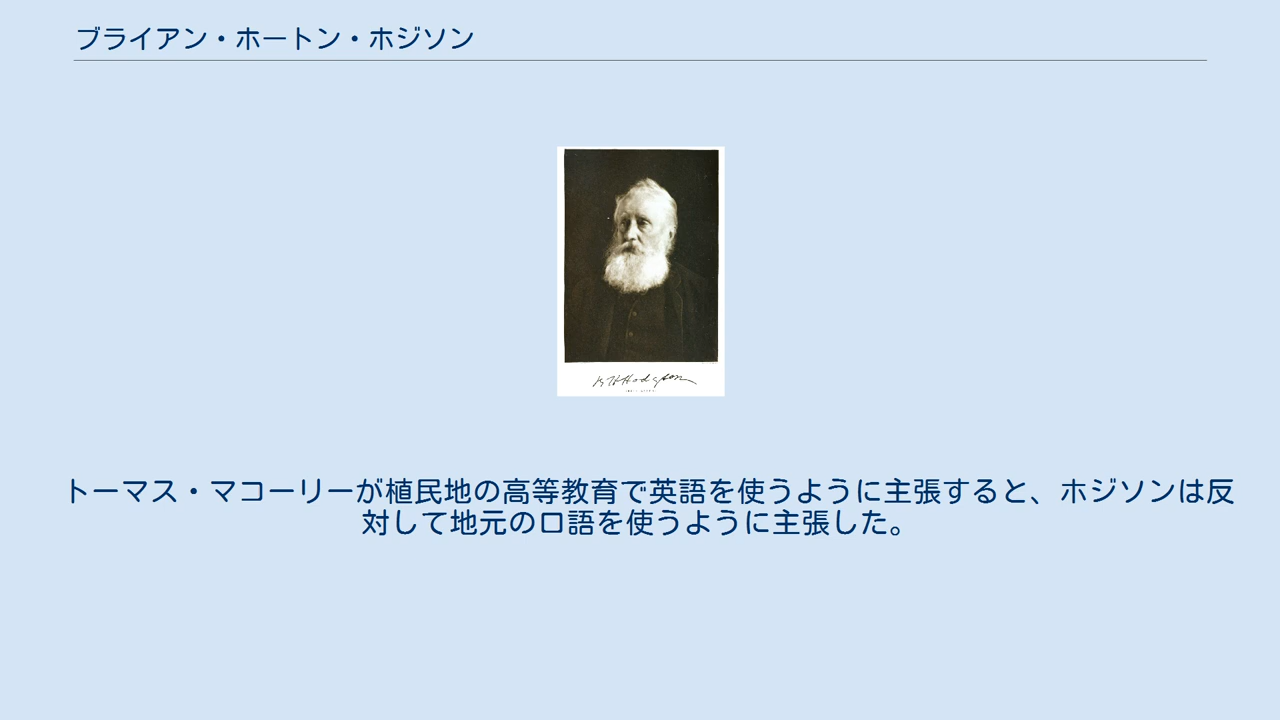 ブライアン・ホートン・ホジソン
B H Hodgson
トーマス・マコーリーが植民地の高等教育で英語を使うように主張すると、ホジソンは反
対して地元の口語を使うように主張した。